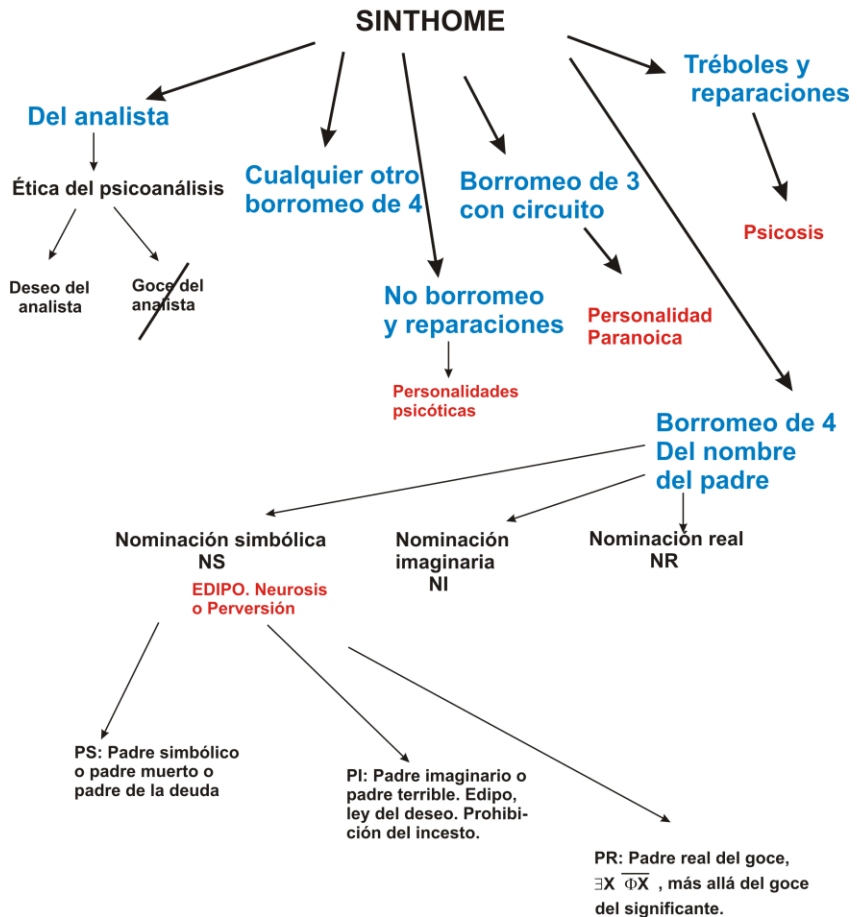 SINTHOME
Del analista
Ética del psicoanálisis
Deseo del
analista
Goce del
analista
Cualquier otro
borromeo de 4
No borromeo
y reparaciones
Personalidades
psicóticas
Borromeo de 3
con circuito
Personalidad
Paranoica
Tréboles y
reparaciones
Psicosis
Borromeo de 4
Del nombre
del padre
Nominación simbólica
NS
EDIPO. Neurosis
o Perversión
Nominación
imaginaria
NI
Nominación real
NR
PS: Padre simbólico
o padre muerto o
padre de la deuda
PI: Padre imaginario o
padre terrible. Edipo,
ley del deseo. Prohibi-
ción del incesto.
PR: Padre real del goce,
∃X Φ̅X̅ , más allá del goce
del significante.